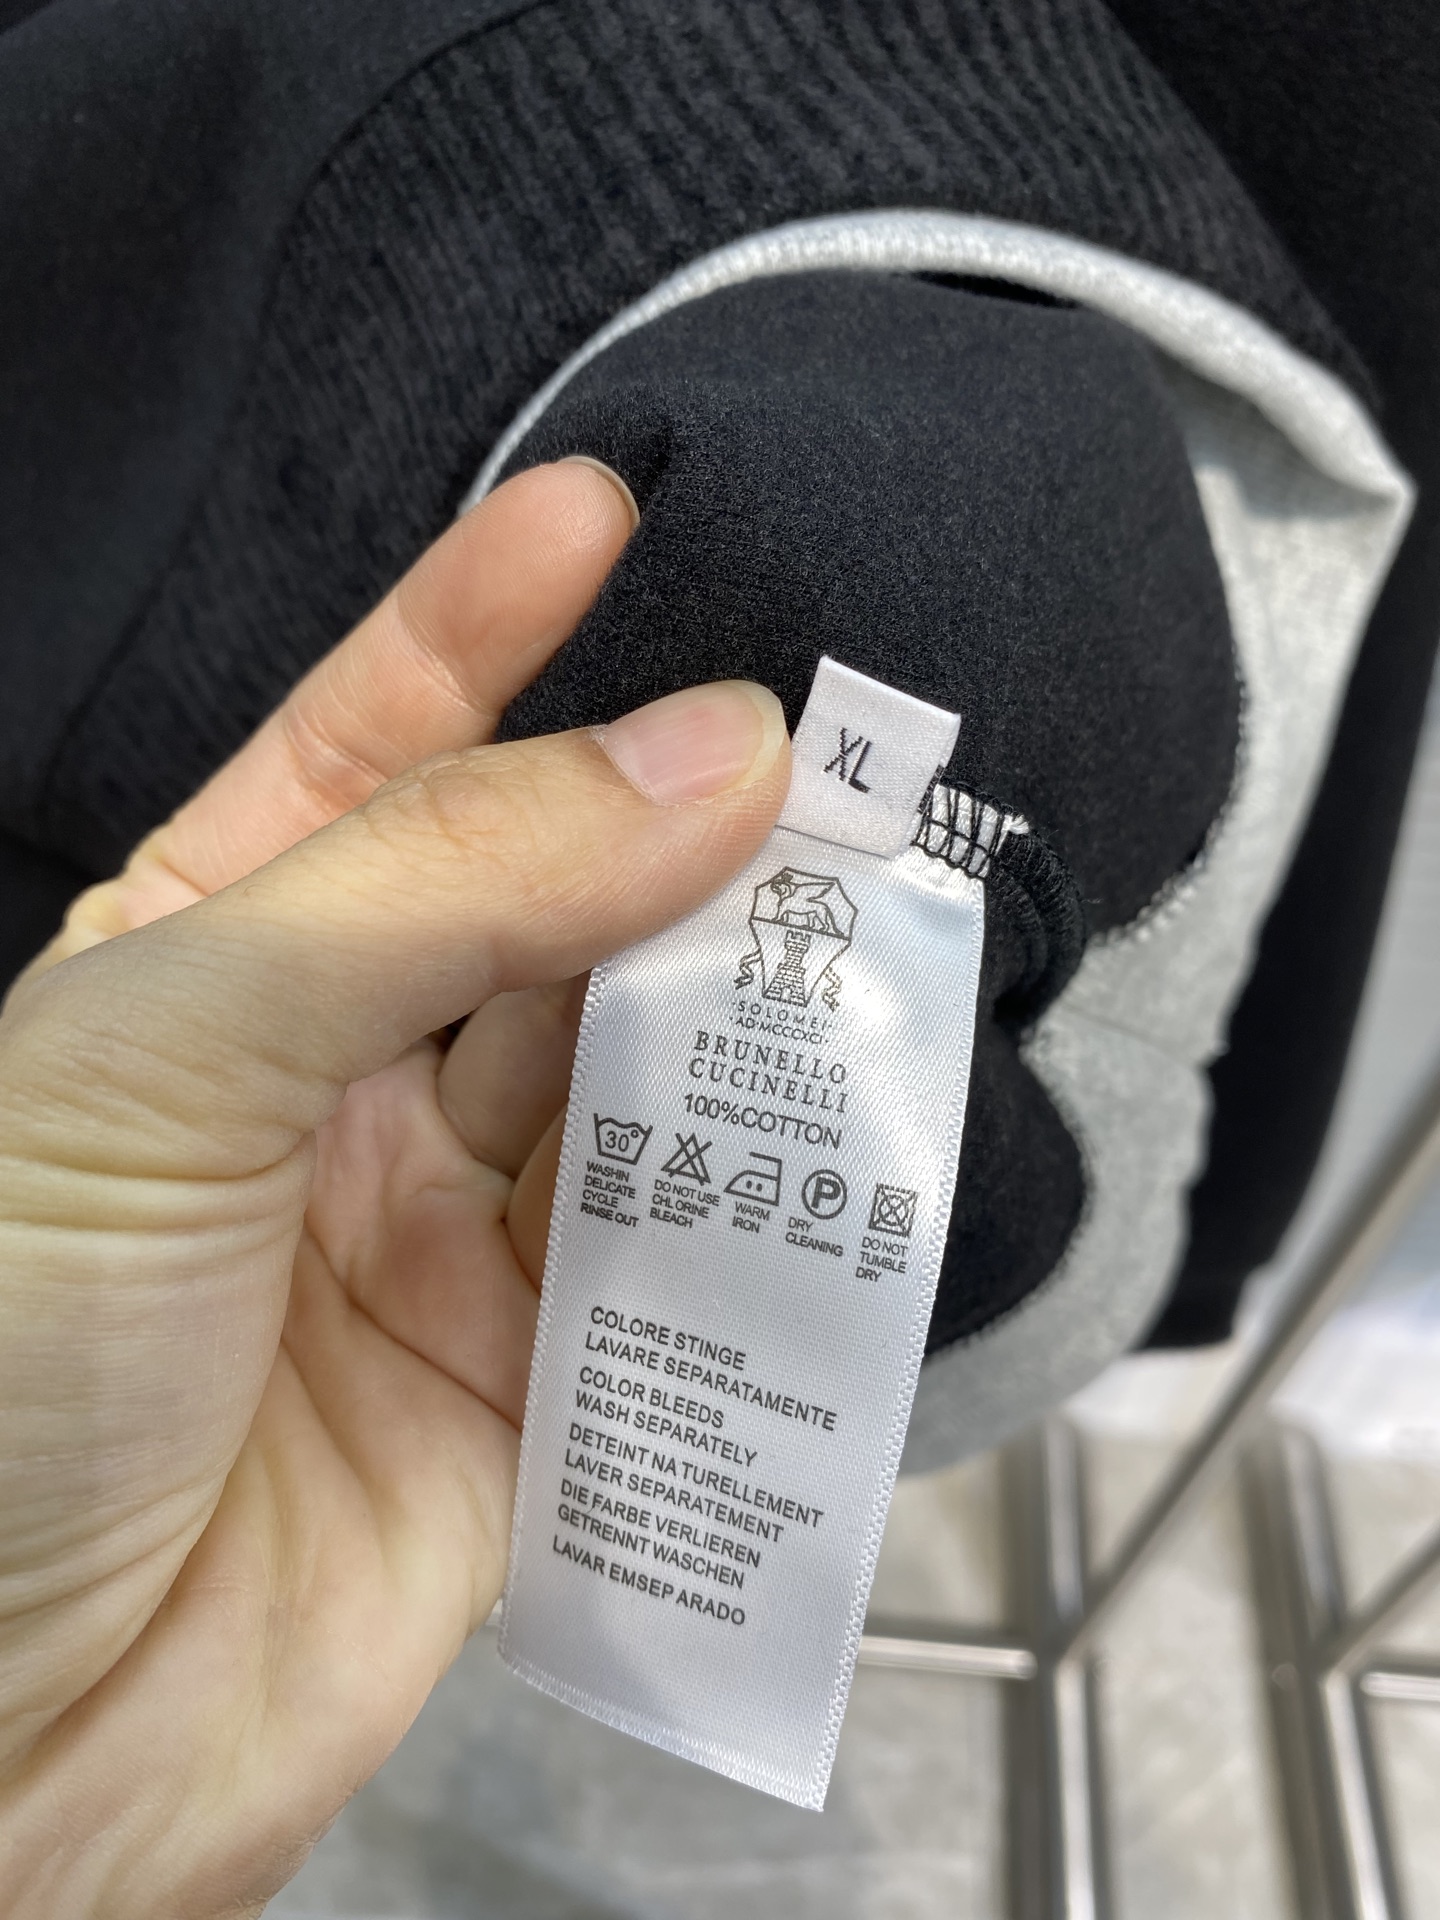 XL
·SOLOMEI·
·AD·MCCCXCI·
BRUNELLO
CUCINELLI
100%COTTON
30°
P
WASHIN
DELICATE
CYCLE
RINSE OUT
DO NOT USE
CHLORINE
BLEACH
WARM
IRON
DRY
CLEANING
DO NOT
TUMBLE
DRY
COLORE STINGE
LAVARE SEPARATAMENTE
COLOR BLEEDS
WASH SEPARATELY
DETEINT NA TURELLEMENT
LAVER SEPARATEMENT
DIE FARBE VERLIEREN
GETRENNT WASCHEN
LAVAR EMSEP ARADO